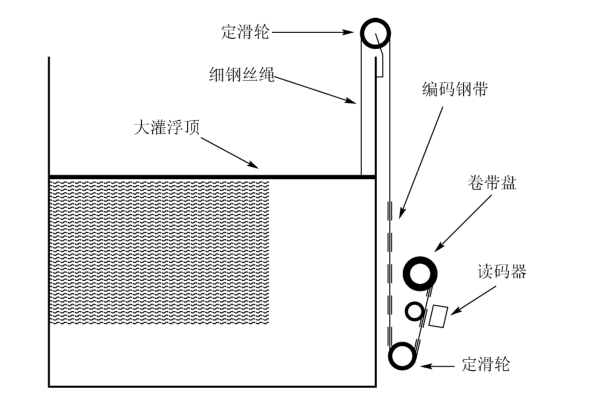 定滑轮
细钢丝绳
编码钢带
大灌浮顶
卷带盘
读码器
定滑轮